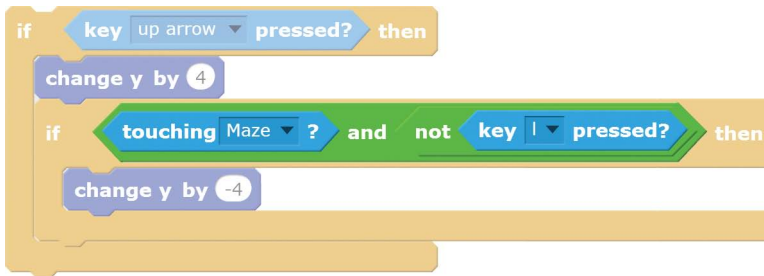 if key up arrow pressed? then
change y by 4
if touching Maze ? and not key l pressed? then
change y by -4